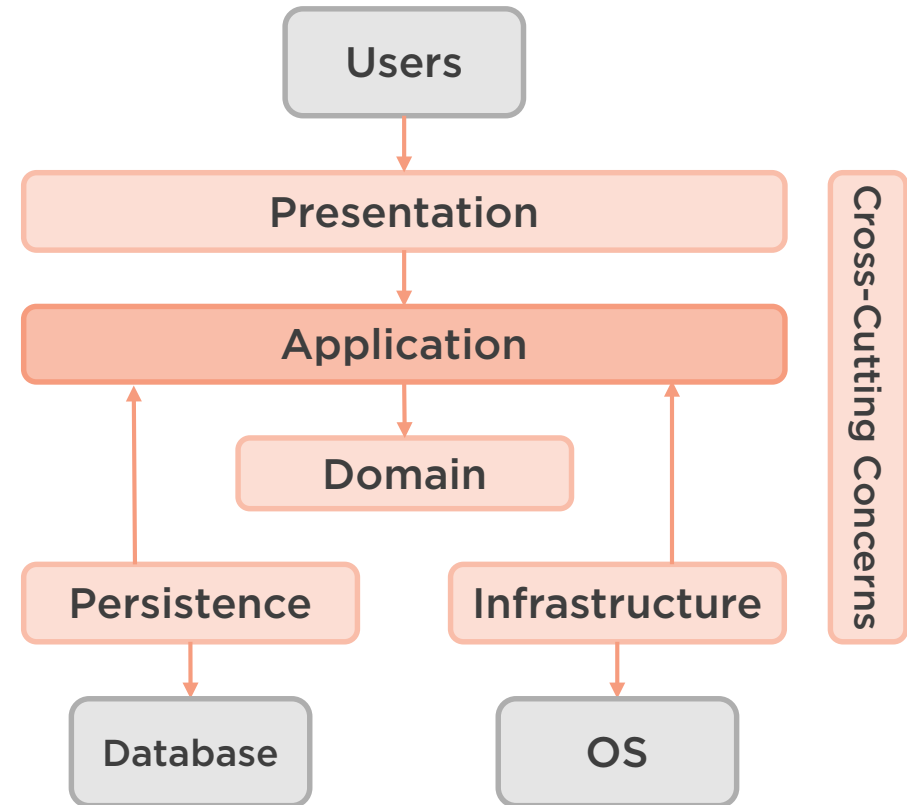 Users
Presentation
Cross-Cutting Concerns
Application
Domain
Persistence
Infrastructure
Database
OS